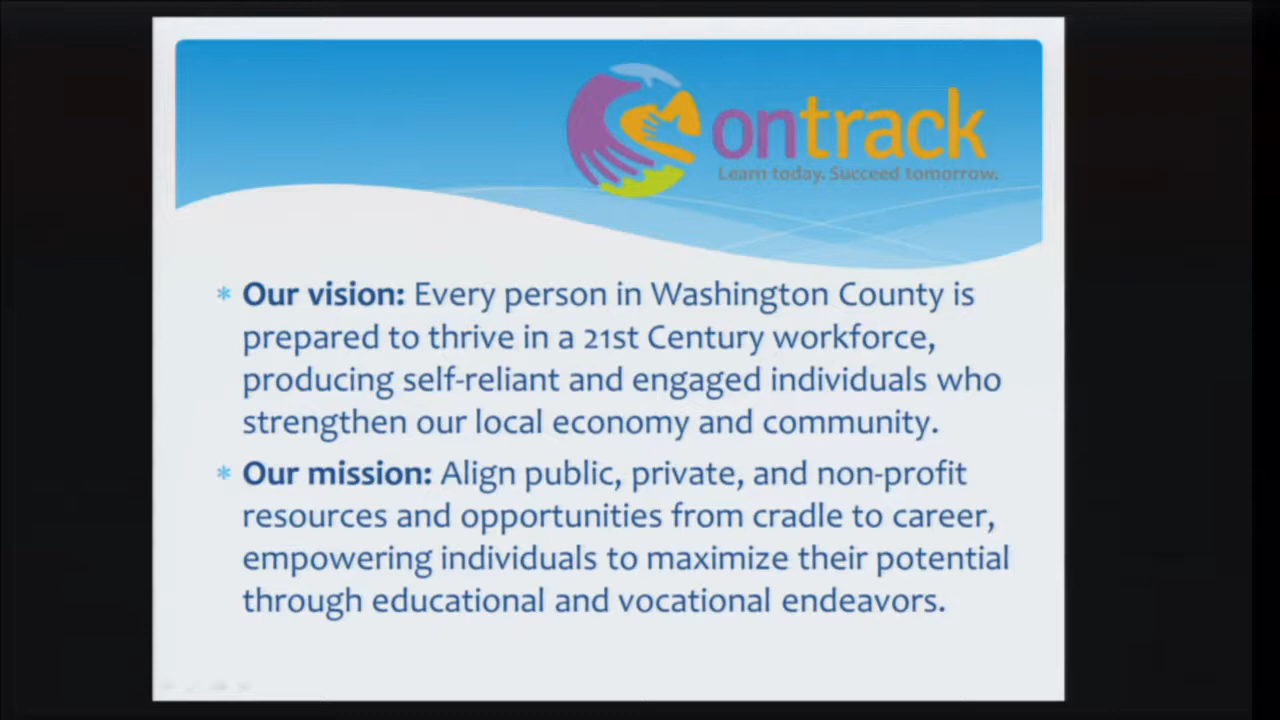 ontrack
Learn today. Succeed tomorrow.
* Our vision: Every person in Washington County is
prepared to thrive in a 21st Century workforce,
producing self-reliant and engaged individuals who
strengthen our local economy and community.
* Our mission: Align public, private, and non-profit
resources and opportunities from cradle to career,
empowering individuals to maximize their potential
through educational and vocational endeavors.